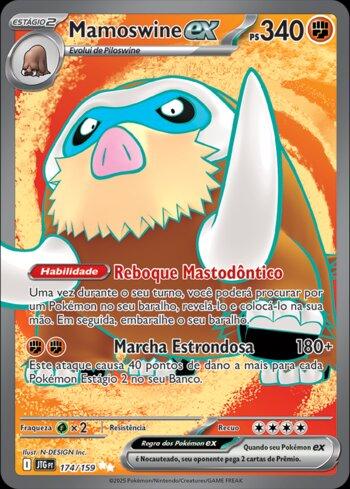 ESTÁGIO 2 Mamoswine ex PS 340
Evolui de Piloswine
Habilidade Reboque Mastodôntico
Uma vez durante o seu turno, você poderá procurar por
um Pokémon no seu baralho, revelá-lo e colocá-lo na sua
mão. Em seguida, embaralhe o seu baralho.
Marcha Estrondosa 180+
Este ataque causa 40 pontos de dano a mais para cada
Pokémon Estágio 2 no seu Banco.
Fraqueza × 2 Resistência Recuo
Regra dos Pokémon ex Quando seu Pokémon ex
é Nocauteado, seu oponente pega 2 cartas de Prêmio.
Ilust. N-DESIGN Inc.
I JTG PT 174/159
©2025 Pokémon/Nintendo/Creatures/GAME FREAK